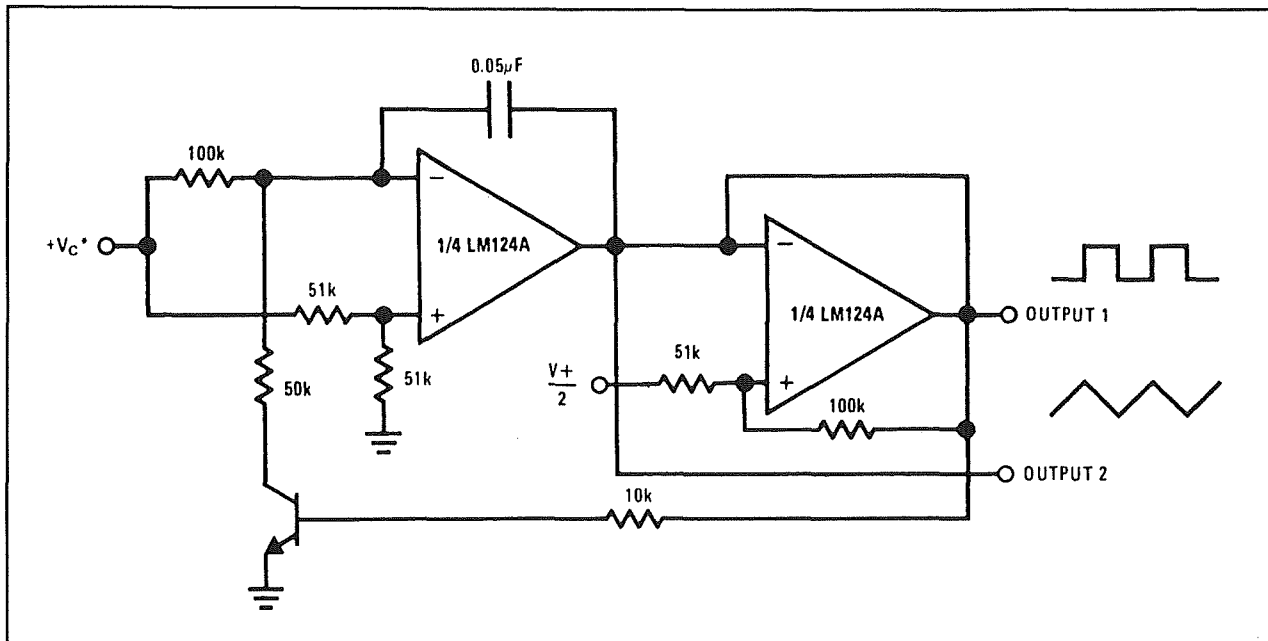 0.05µF
100k
+VC*
1/4 LM124A
51k
51k
50k
1/4 LM124A
OUTPUT 1
51k
V+
2
100k
OUTPUT 2
10k